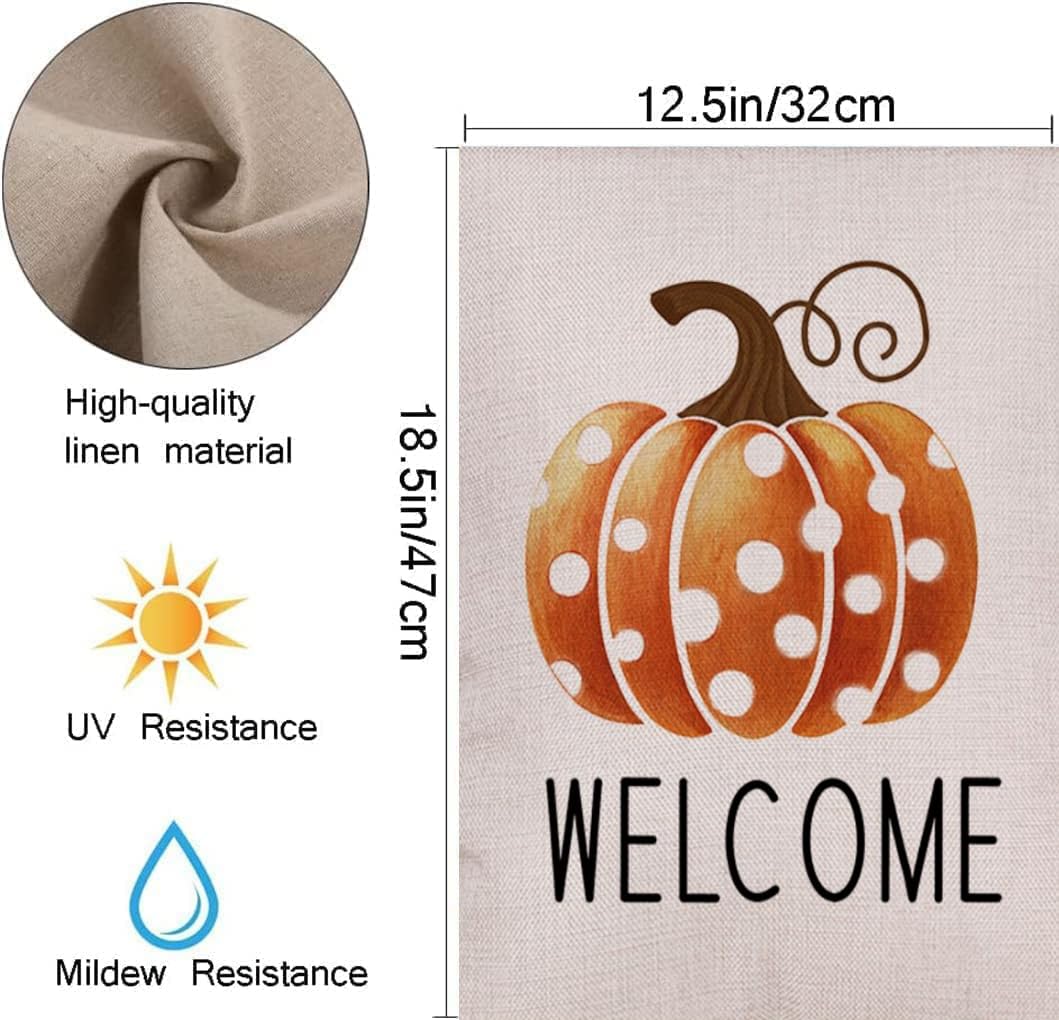 12.5in/32cm
High-quality
linen material
18.5in/47cm
UV Resistance
WELCOME
Mildew Resistance